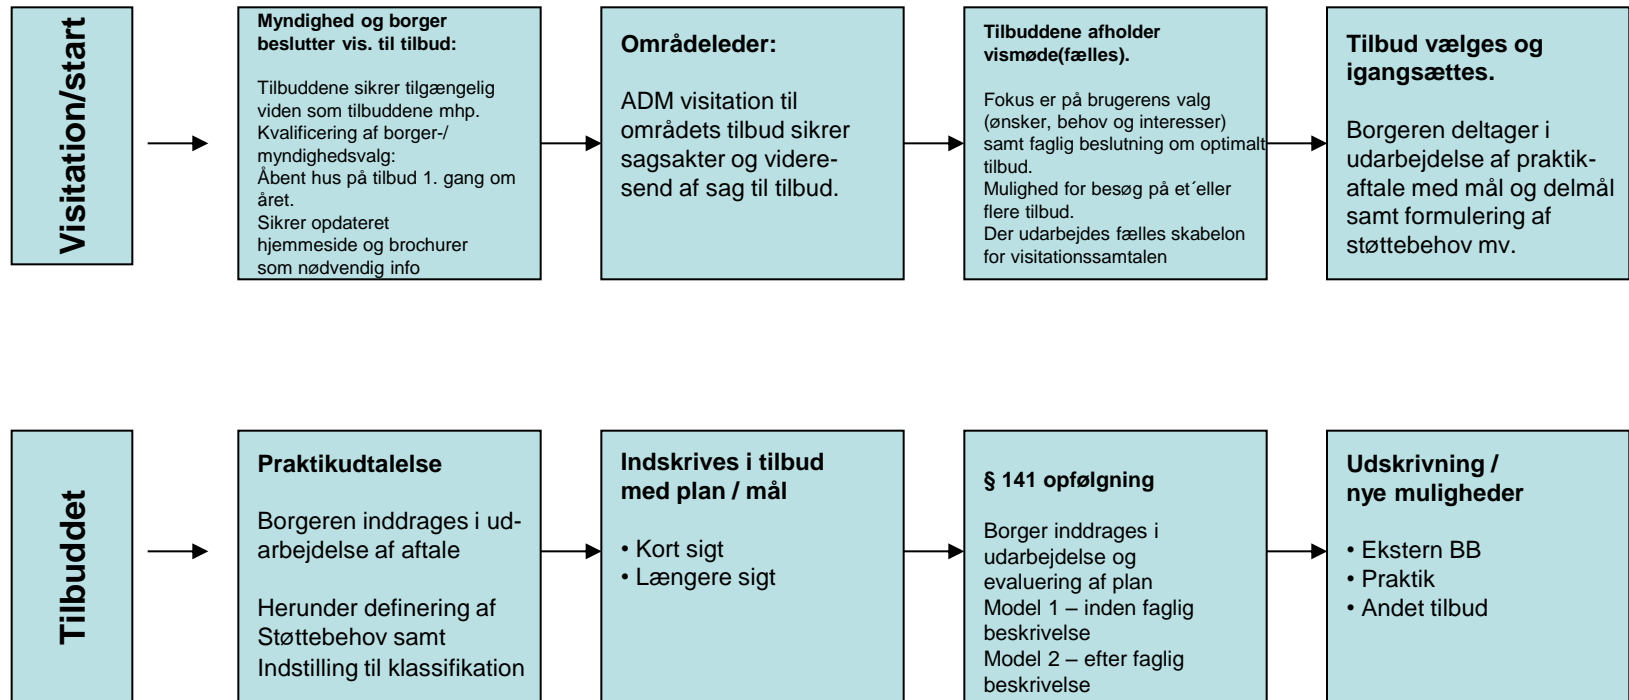 Visitation/start
Myndighed og borger
beslutter vis. til tilbud:
Tilbuddene sikrer tilgængelig
viden som tilbuddene mhp.
Kvalificering af borger-/
myndighedsvalg:
Åbent hus på tilbud 1. gang om
året.
Sikrer opdateret
hjemmeside og brochurer
som nødvendig info
Områdeleder:
ADM visitation til
områdets tilbud sikrer
sagsakter og videre-
send af sag til tilbud.
Tilbuddene afholder
vismøde(fælles).
Fokus er på brugerens valg
(ønsker, behov og interesser)
samt faglig beslutning om optimalt
tilbud.
Mulighed for besøg på et´eller
flere tilbud.
Der udarbejdes fælles skabelon
for visitationssamtalen
Tilbud vælges og
igangsættes.
Borgeren deltager i
udarbejdelse af praktik-
aftale med mål og delmål
samt formulering af
støttebehov mv.
Tilbuddet
Praktikudtalelse
Borgeren inddrages i ud-
arbejdelse af aftale
Herunder definering af
Støttebehov samt
Indstilling til klassifikation
Indskrives i tilbud
med plan / mål
• Kort sigt
• Længere sigt
§ 141 opfølgning
Borger inddrages i
udarbejdelse og
evaluering af plan
Model 1 – inden faglig
beskrivelse
Model 2 – efter faglig
beskrivelse
Udskrivning /
nye muligheder
• Ekstern BB
• Praktik
• Andet tilbud